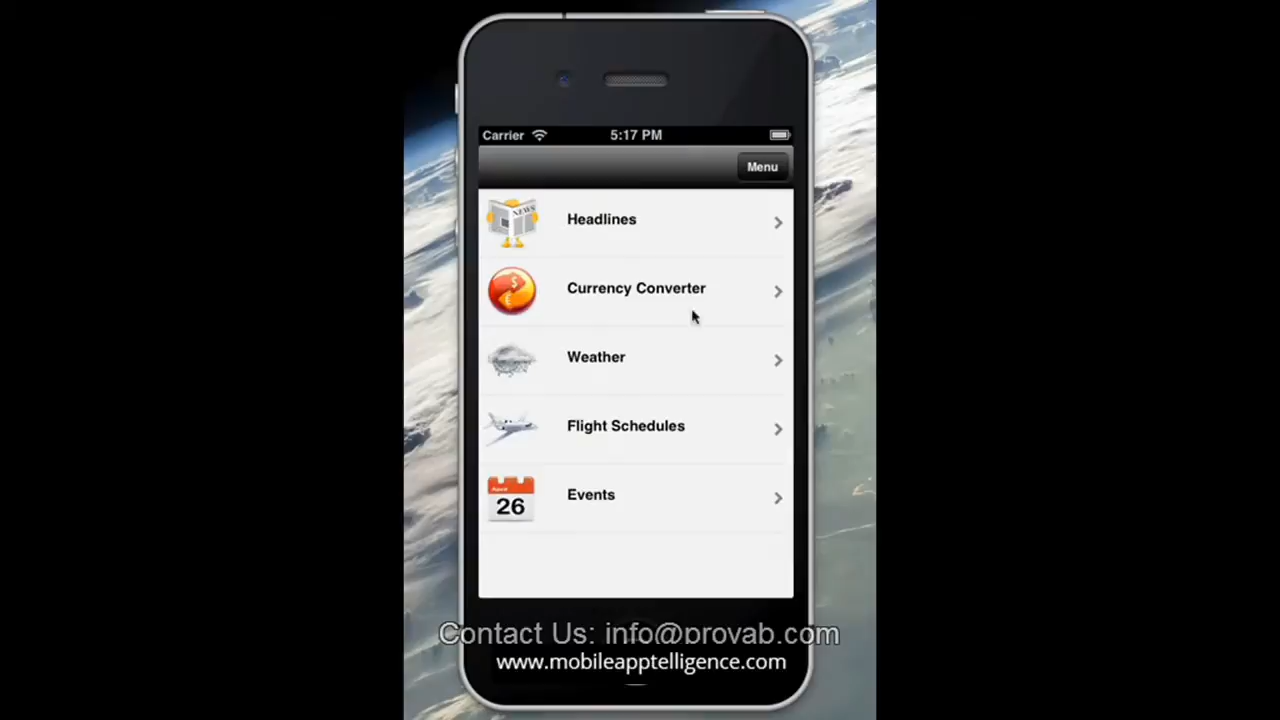 Carrier 5:17 PM
Menu
NEWS
Headlines
$
€
Currency Converter
Weather
Flight Schedules
26
Events
Contact Us: info@provab.com
www.mobileapptelligence.com